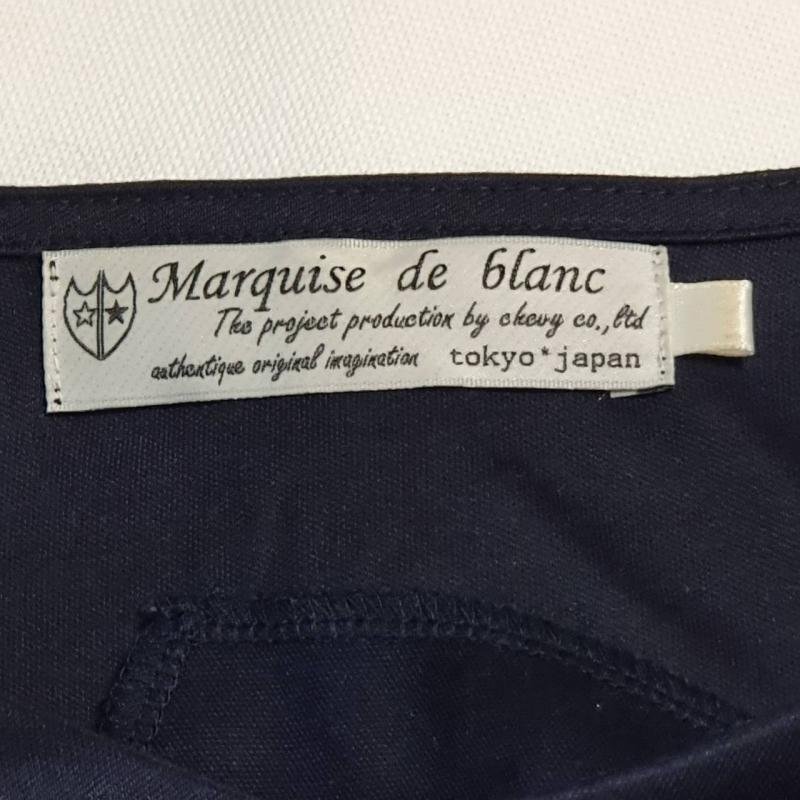 Marquise de blanc
The project production by chevy co.,ltd
authentique original imagination tokyo*japan